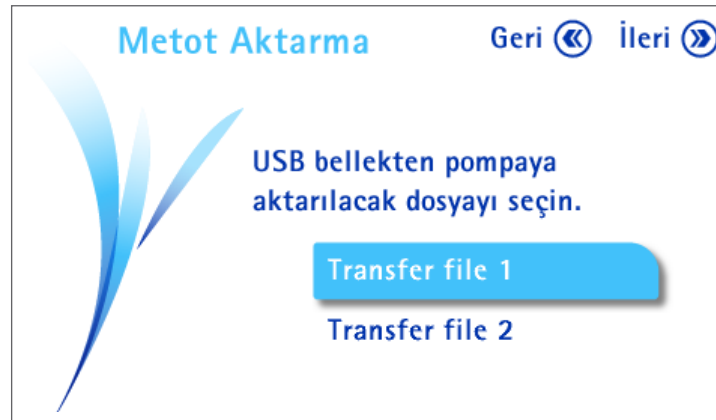 Metot Aktarma
Geri
İleri
USB bellekten pompaya
aktarılacak dosyayı seçin.
Transfer file 1
Transfer file 2